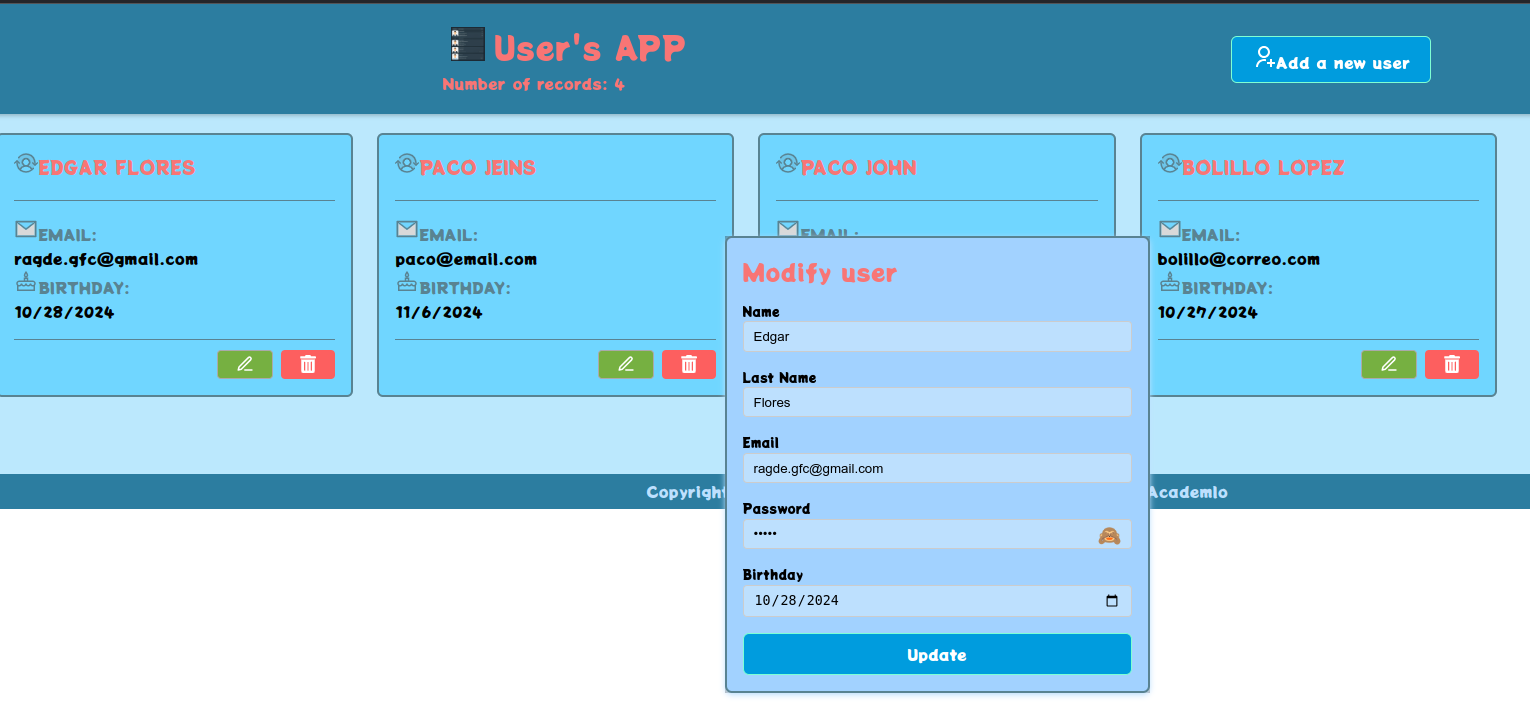 User's APP
Number of records: 4
Add a new user
EDGAR FLORES
EMAIL:
ragde.gfc@gmail.com
BIRTHDAY:
10/28/2024
PACO JEINS
EMAIL:
paco@email.com
BIRTHDAY:
11/6/2024
PACO JOHN
EMAIL:
BOLILLO LOPEZ
EMAIL:
bolillo@correo.com
BIRTHDAY:
10/27/2024
Modify user
Name
Edgar
Last Name
Flores
Email
ragde.gfc@gmail.com
Password
•••••
Birthday
10/28/2024
Update
Copyright
Academlo